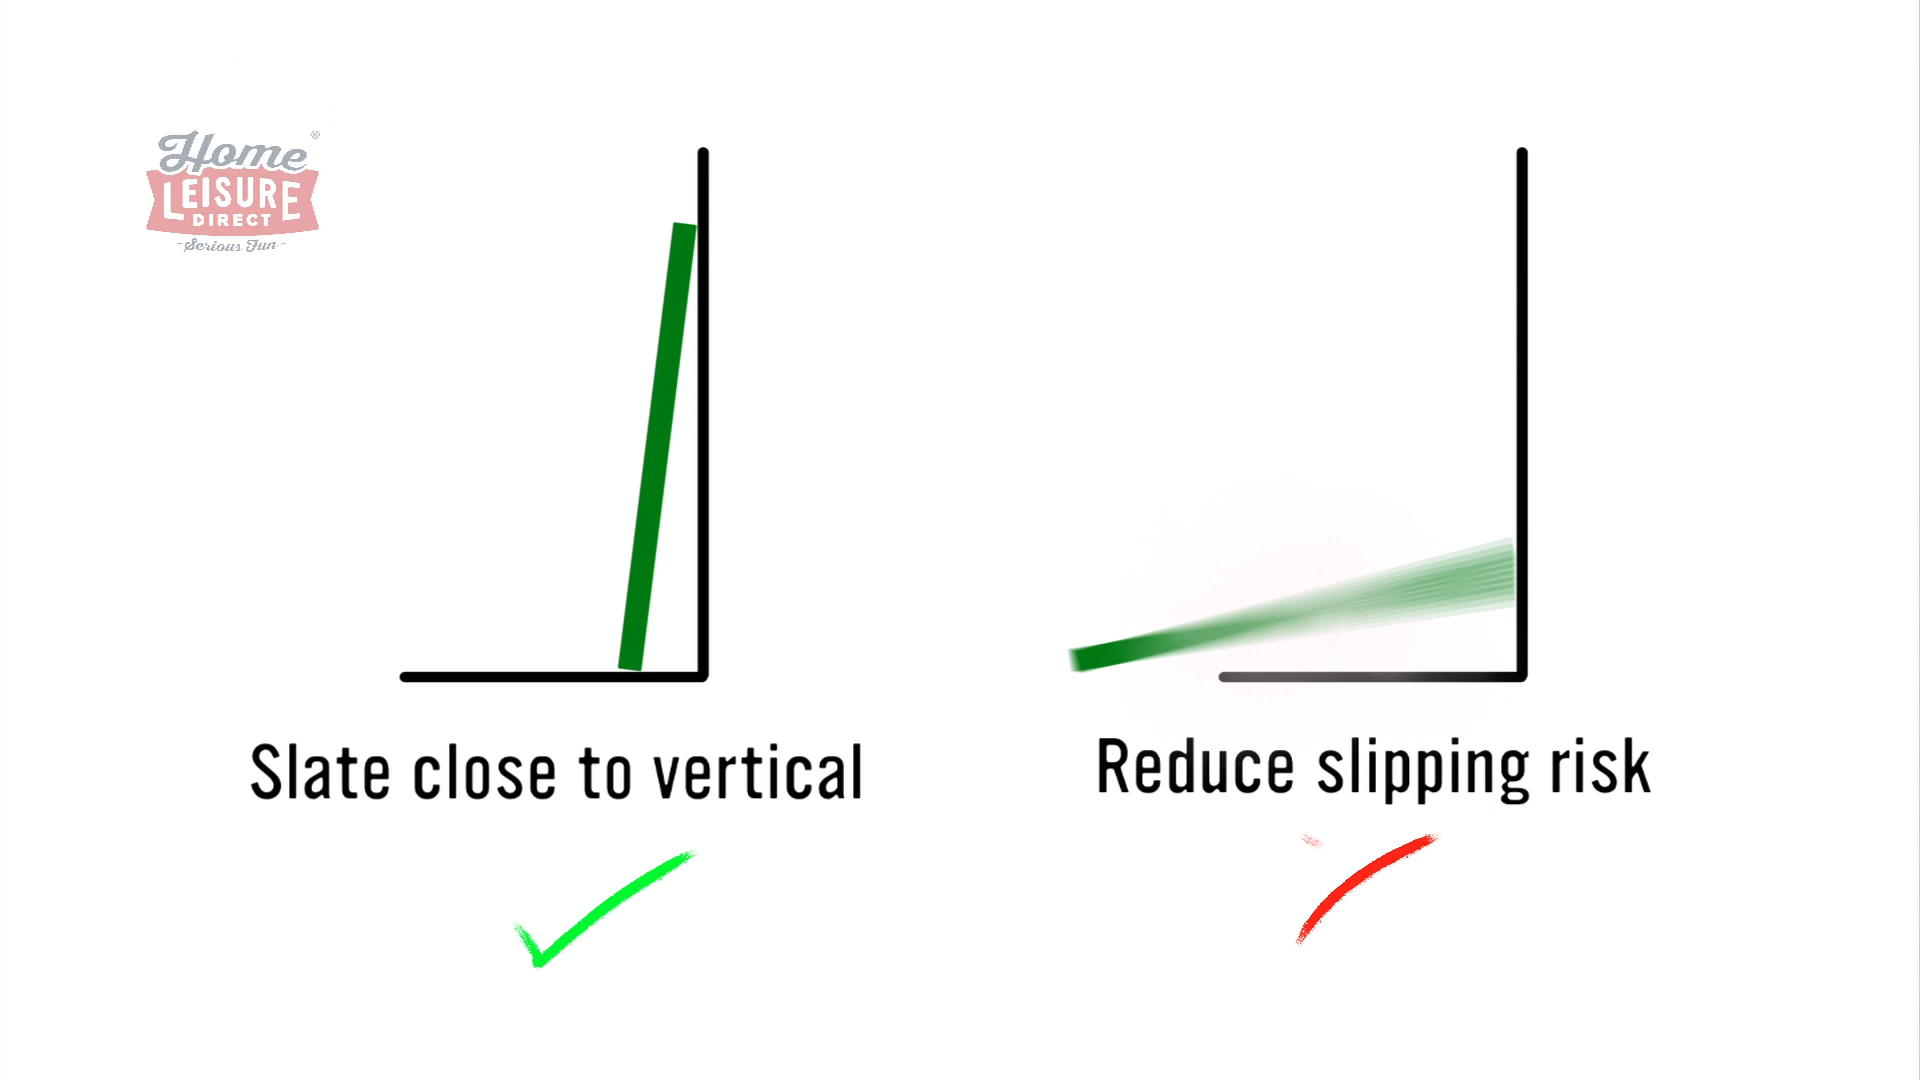 Home ®
LEISURE
DIRECT
-Serious Fun-
Slate close to vertical
Reduce slipping risk